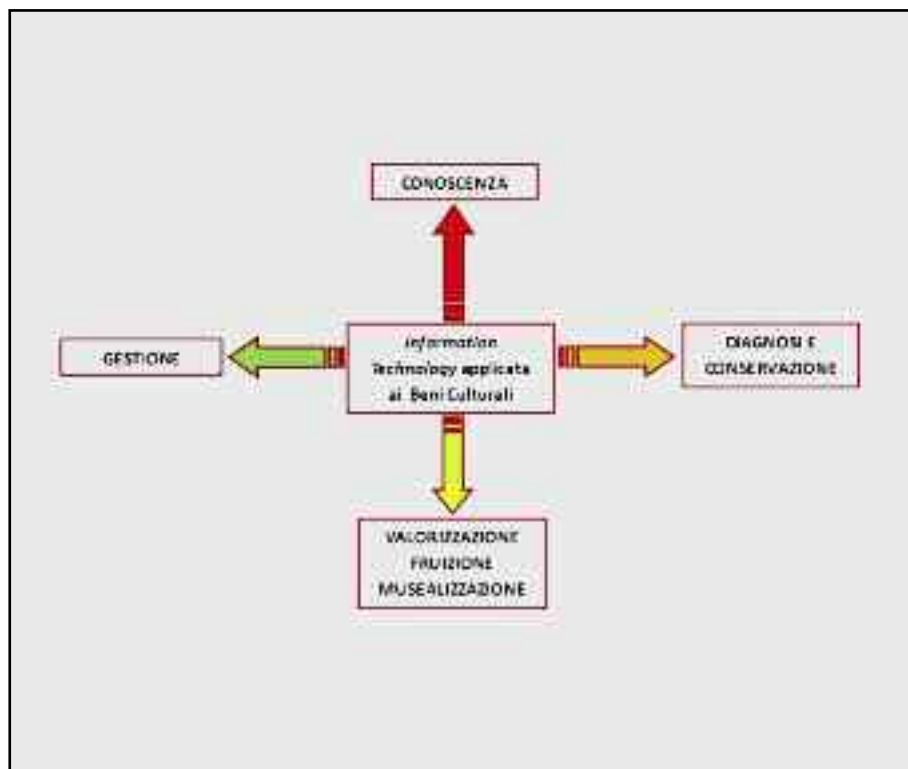 CONOSCENZA
GESTIONE
Information
Technology applicata
ai Beni Culturali
DIAGNOSI E
CONSERVAZIONE
VALORIZZAZIONE
FRUIZIONE
MUSEALIZZAZIONE